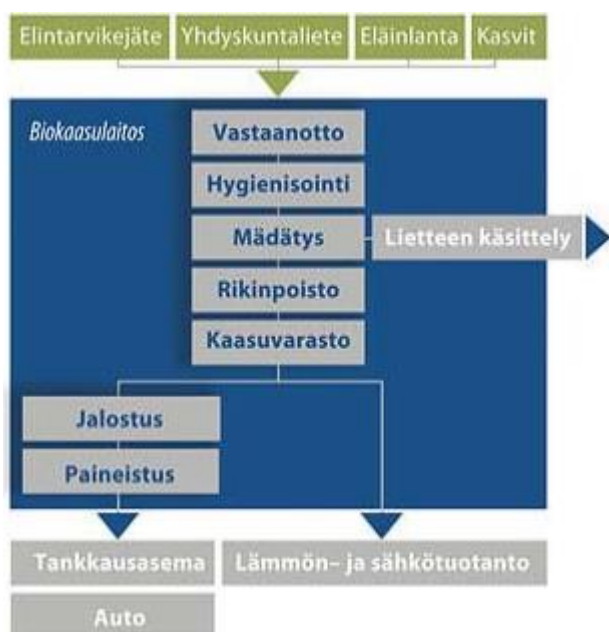 Elintarvikejäte
Yhdyskuntaliete
Eläinlanta
Kasvit
Biokaasulaitos
Vastaanotto
Hygienisointi
Mädätys
Lietteen käsittely
Rikinpoisto
Kaasuvarasto
Jalostus
Paineistus
Tankkausasema
Lämmön– ja sähkötuotanto
Auto